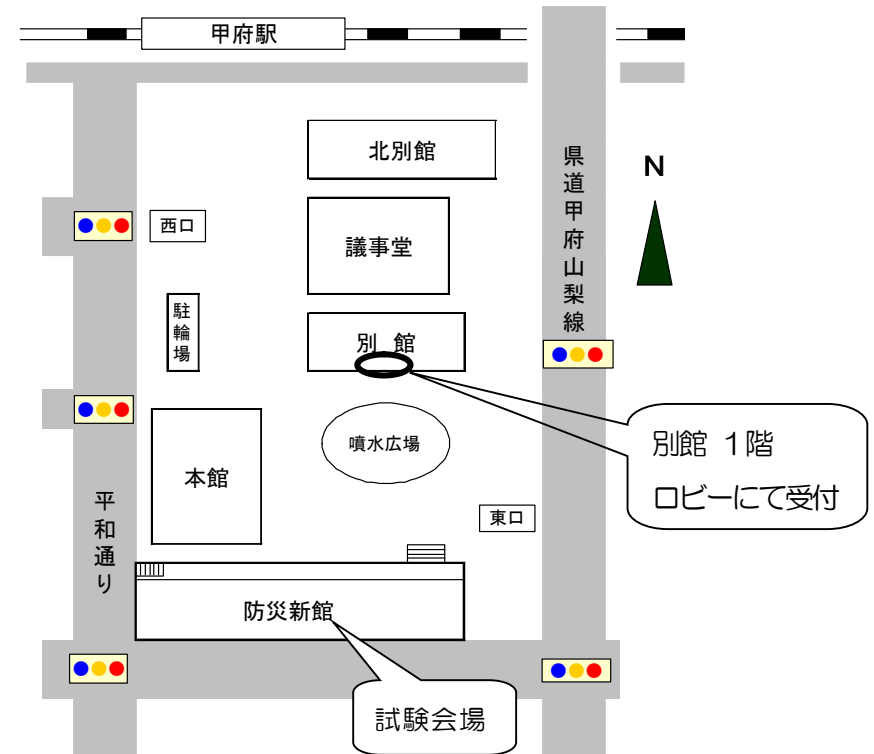 甲府駅
北別館
県道甲府山梨線
N
西口
議事堂
駐輪場
別 館
噴水広場
別館 1階
ロビーにて受付
本館
東口
平和通り
防災新館
試験会場